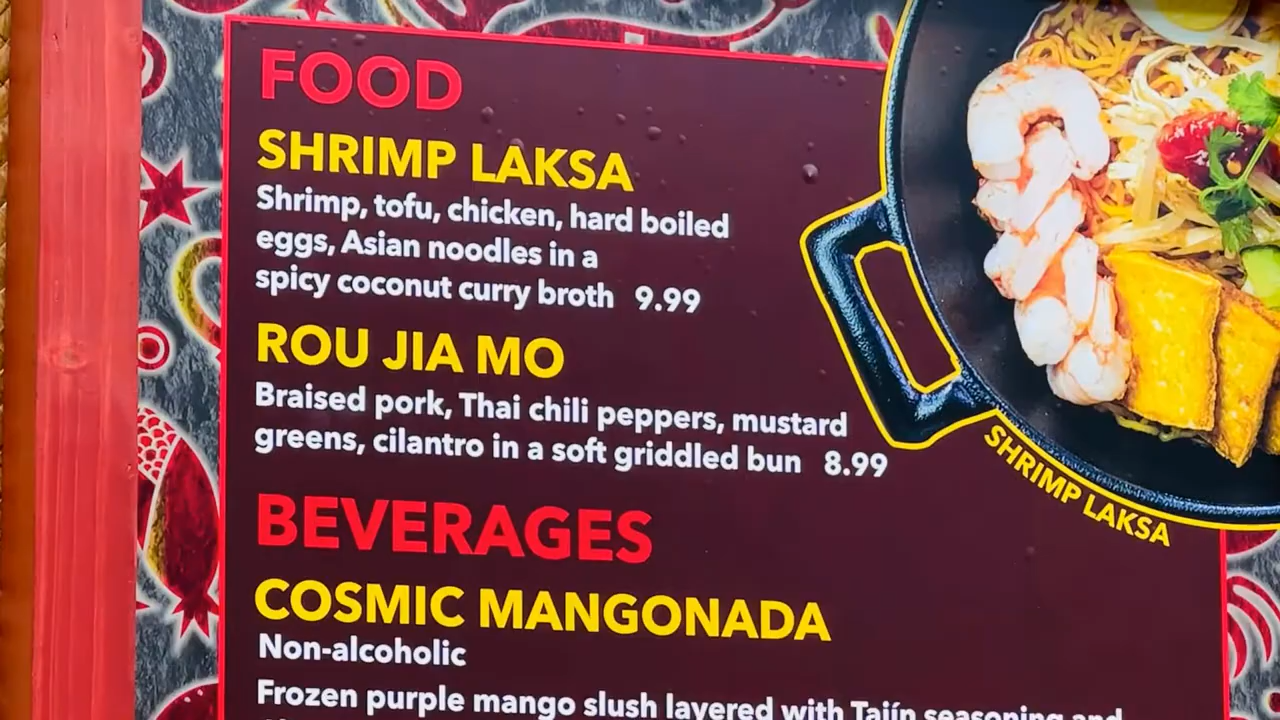 FOOD
SHRIMP LAKSA
Shrimp, tofu, chicken, hard boiled
eggs, Asian noodles in a
spicy coconut curry broth 9.99
ROU JIA MO
Braised pork, Thai chili peppers, mustard
greens, cilantro in a soft griddled bun 8.99
SHRIMP LAKSA
BEVERAGES
COSMIC MANGONADA
Non-alcoholic
Frozen purple mango slush layered with Tajín seasoning and